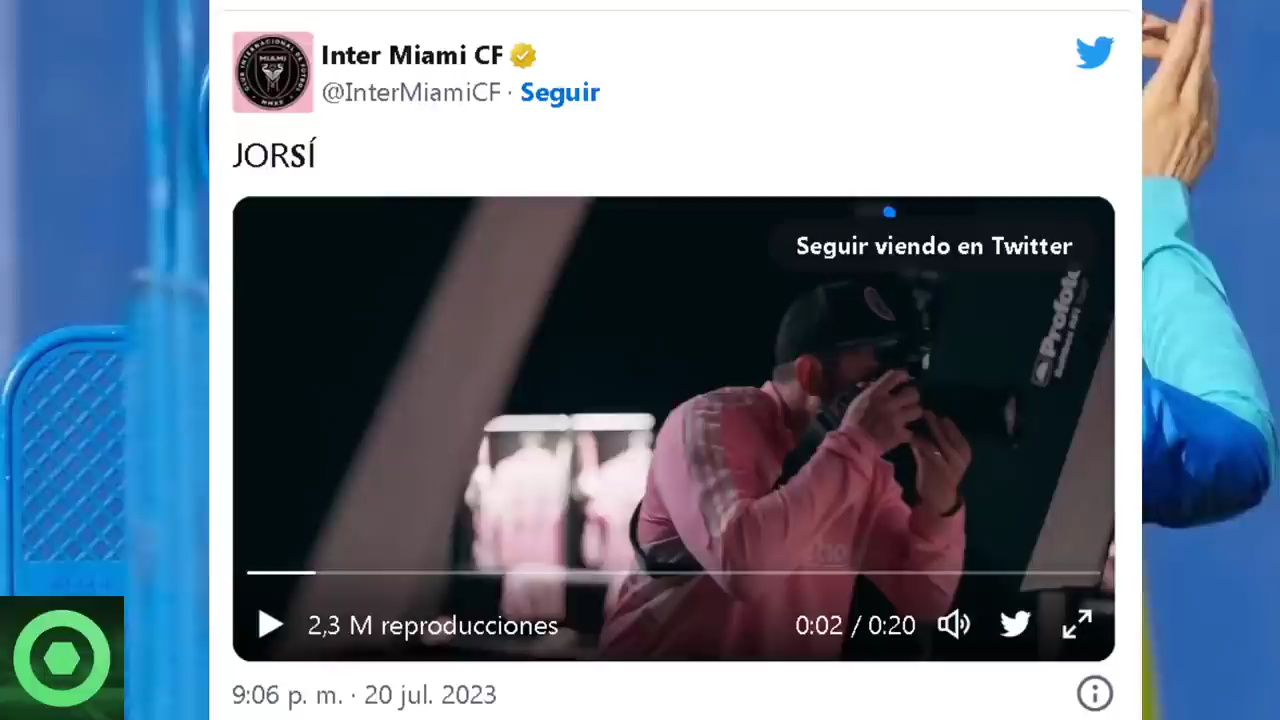 Inter Miami CF
@InterMiamiCF · Seguir
JORSÍ
Seguir viendo en Twitter
Profoto
2,3 M reproducciones
0:02 / 0:20
9:06 p. m. · 20 jul. 2023